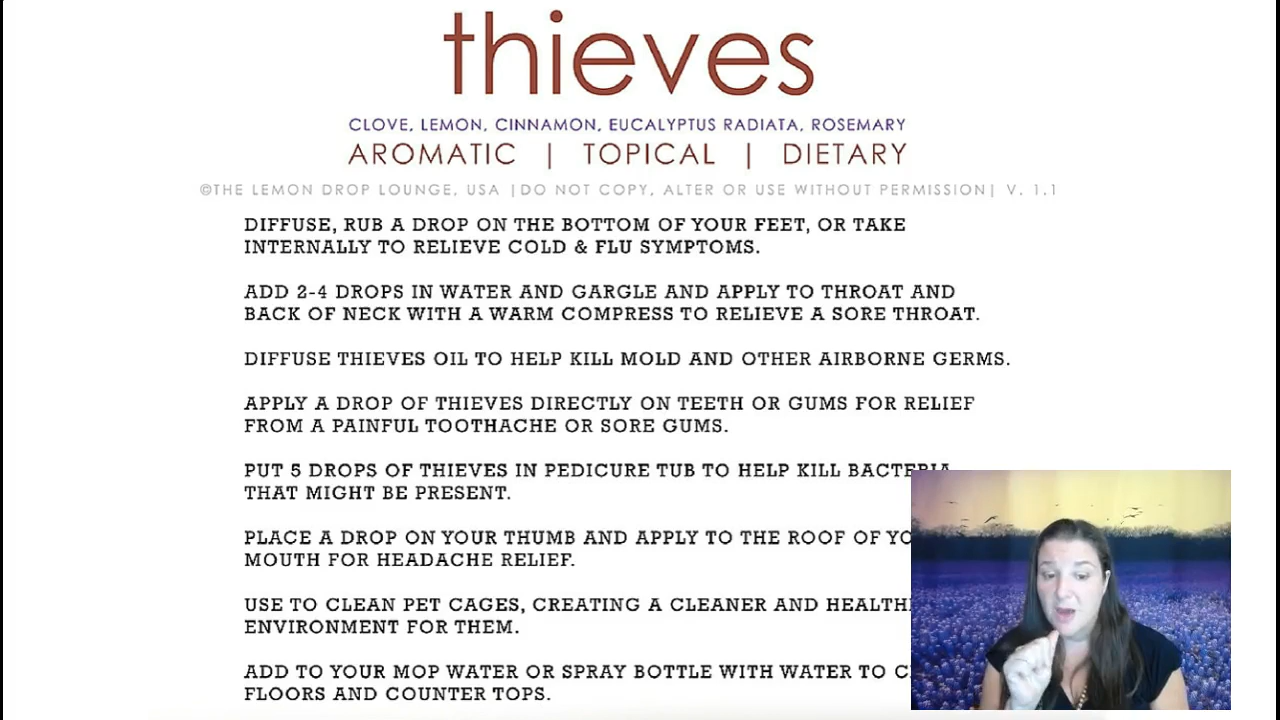 thieves
CLOVE, LEMON, CINNAMON, EUCALYPTUS RADIATA, ROSEMARY
AROMATIC | TOPICAL | DIETARY
©THE LEMON DROP LOUNGE, USA |DO NOT COPY, ALTER OR USE WITHOUT PERMISSION| V. 1.1
DIFFUSE, RUB A DROP ON THE BOTTOM OF YOUR FEET, OR TAKE
INTERNALLY TO RELIEVE COLD & FLU SYMPTOMS.
ADD 2-4 DROPS IN WATER AND GARGLE AND APPLY TO THROAT AND
BACK OF NECK WITH A WARM COMPRESS TO RELIEVE A SORE THROAT.
DIFFUSE THIEVES OIL TO HELP KILL MOLD AND OTHER AIRBORNE GERMS.
APPLY A DROP OF THIEVES DIRECTLY ON TEETH OR GUMS FOR RELIEF
FROM A PAINFUL TOOTHACHE OR SORE GUMS.
PUT 5 DROPS OF THIEVES IN PEDICURE TUB TO HELP KILL BACTERIA
THAT MIGHT BE PRESENT.
PLACE A DROP ON YOUR THUMB AND APPLY TO THE ROOF OF
MOUTH FOR HEADACHE RELIEF.
USE TO CLEAN PET CAGES, CREATING A CLEANER AND
ENVIRONMENT FOR THEM.
ADD TO YOUR MOP WATER OR SPRAY BOTTLE WITH WATER TO
FLOORS AND COUNTER TOPS.